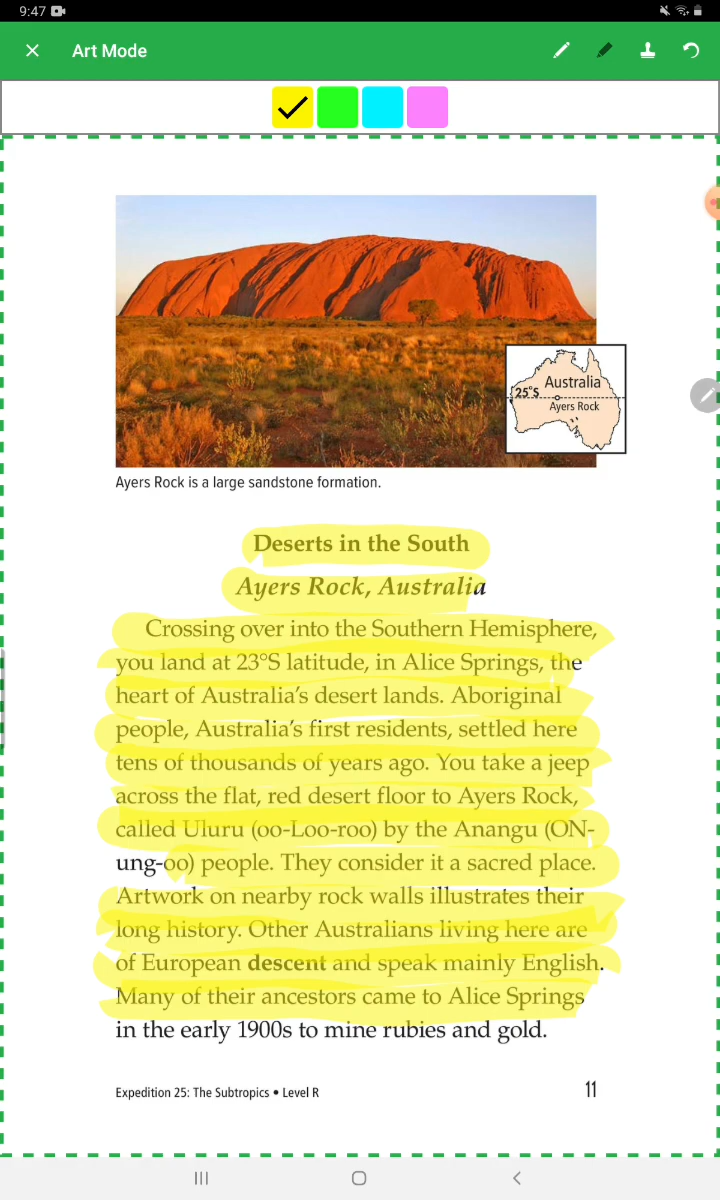 9:47
Art Mode
Australia
25°S
Ayers Rock
Ayers Rock is a large sandstone formation.
Deserts in the South
Ayers Rock, Australia
Crossing over into the Southern Hemisphere,
you land at 23°S latitude, in Alice Springs, the
heart of Australia's desert lands. Aboriginal
people, Australia's first residents, settled here
tens of thousands of years ago. You take a jeep
across the flat, red desert floor to Ayers Rock,
called Uluru (oo-Loo-roo) by the Anangu (ON-
ung-oo) people. They consider it a sacred place.
Artwork on nearby rock walls illustrates their
long history. Other Australians living here are
of European descent and speak mainly English.
Many of their ancestors came to Alice Springs
in the early 1900s to mine rubies and gold.
Expedition 25: The Subtropics • Level R
11